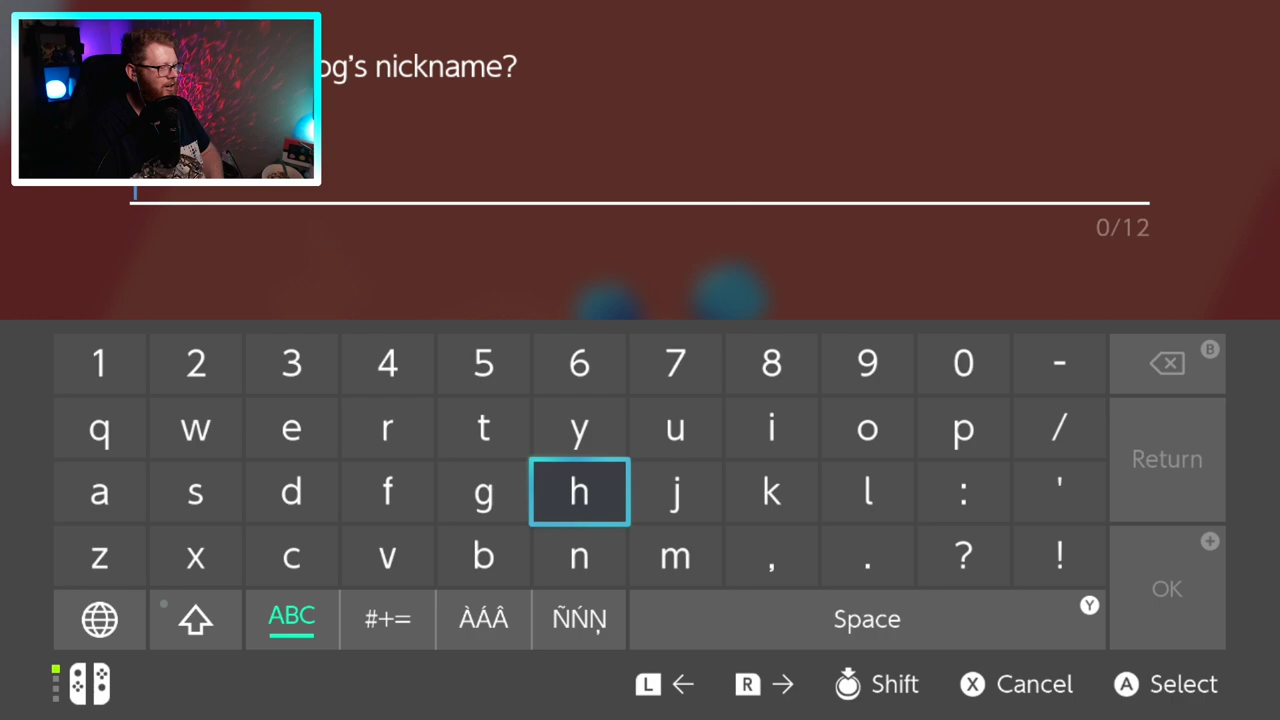 og's nickname?
0/12
1 2 3 4 5 6 7 8 9 0 -
B
q w e r t y u i o p /
Return
a s d f g h j k l : '
z x c v b n m , . ? !
+
OK
ABC #+= ÀÁÂ ÑŃŅ Space
Y
L ← R → Shift X Cancel A Select